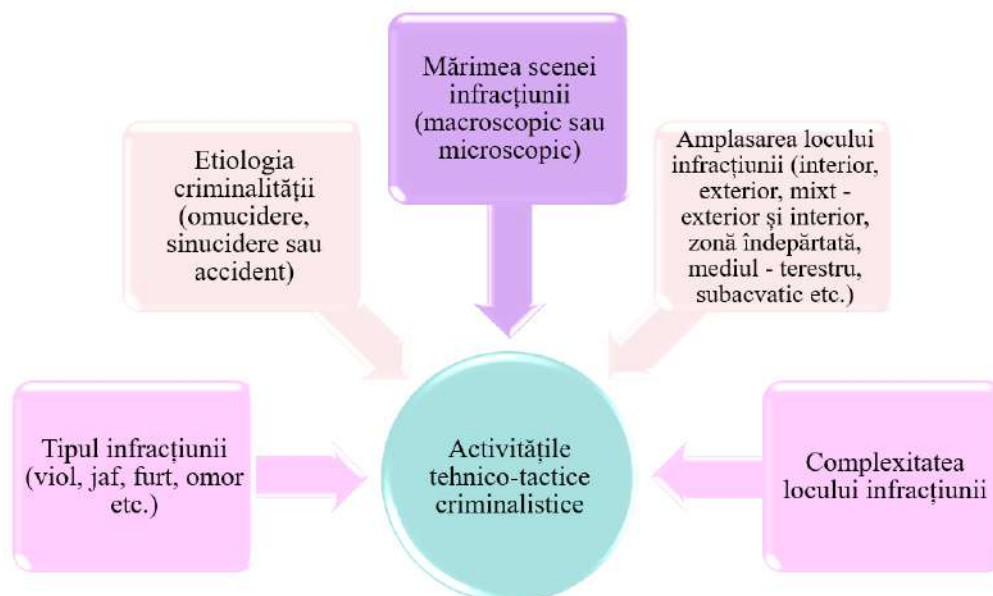 Mărimea scenei
infracțiunii
(macroscopic sau
microscopic)
Etiologia
criminalității
(omucidere,
sinucidere sau
accident)
Amplasarea locului
infracțiunii (interior,
exterior, mixt -
exterior și interior,
zonă îndepărtată,
mediul - terestru,
subacvatic etc.)
Tipul infracțiunii
(viol, jaf, furt, omor
etc.)
Activitățile
tehnico-tactice
criminalistice
Complexitatea
locului infracțiunii